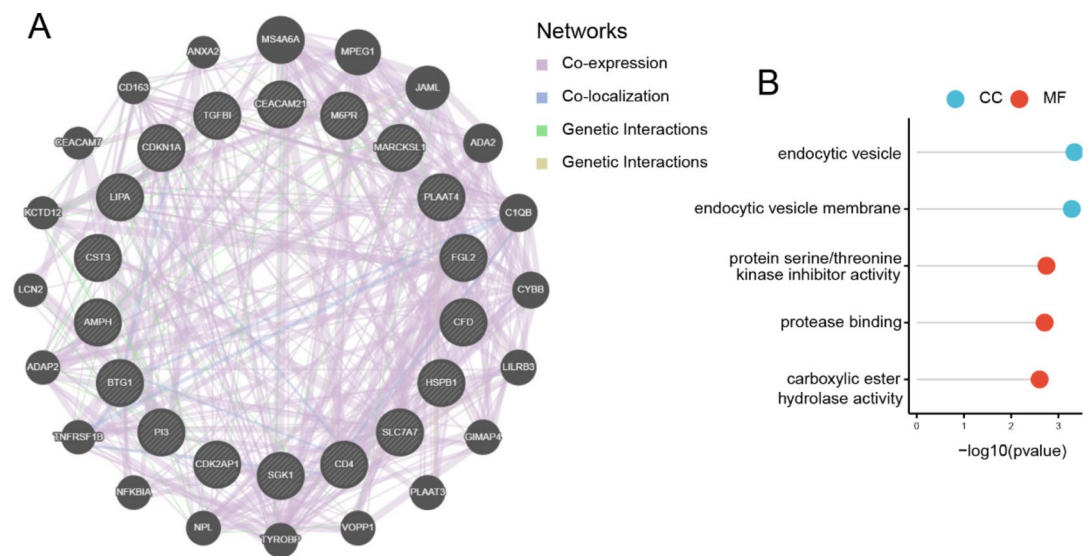 A
MS4A6A
ANXA2
MPEG1
CD163
JAML
CEACAM21
TGFBI
M6PR
CEACAM7
CDKN1A
MARCKSL1
ADA2
LIPA
PLAAT4
KCTD12
C1QB
CST3
FGL2
LCN2
CYBB
AMPH
CFD
ADAP2
LILRB3
BTG1
HSPB1
TNFRSF1B
PI3
SLC7A7
GIMAP4
CDK2AP1
CD4
SGK1
NFKBIA
PLAAT3
NPL
VOPP1
TYROBP
Networks
Co-expression
Co-localization
Genetic Interactions
Genetic Interactions
B
CC MF
endocytic vesicle
endocytic vesicle membrane
protein serine/threonine
kinase inhibitor activity
protease binding
carboxylic ester
hydrolase activity
0 1 2 3
−log10(pvalue)